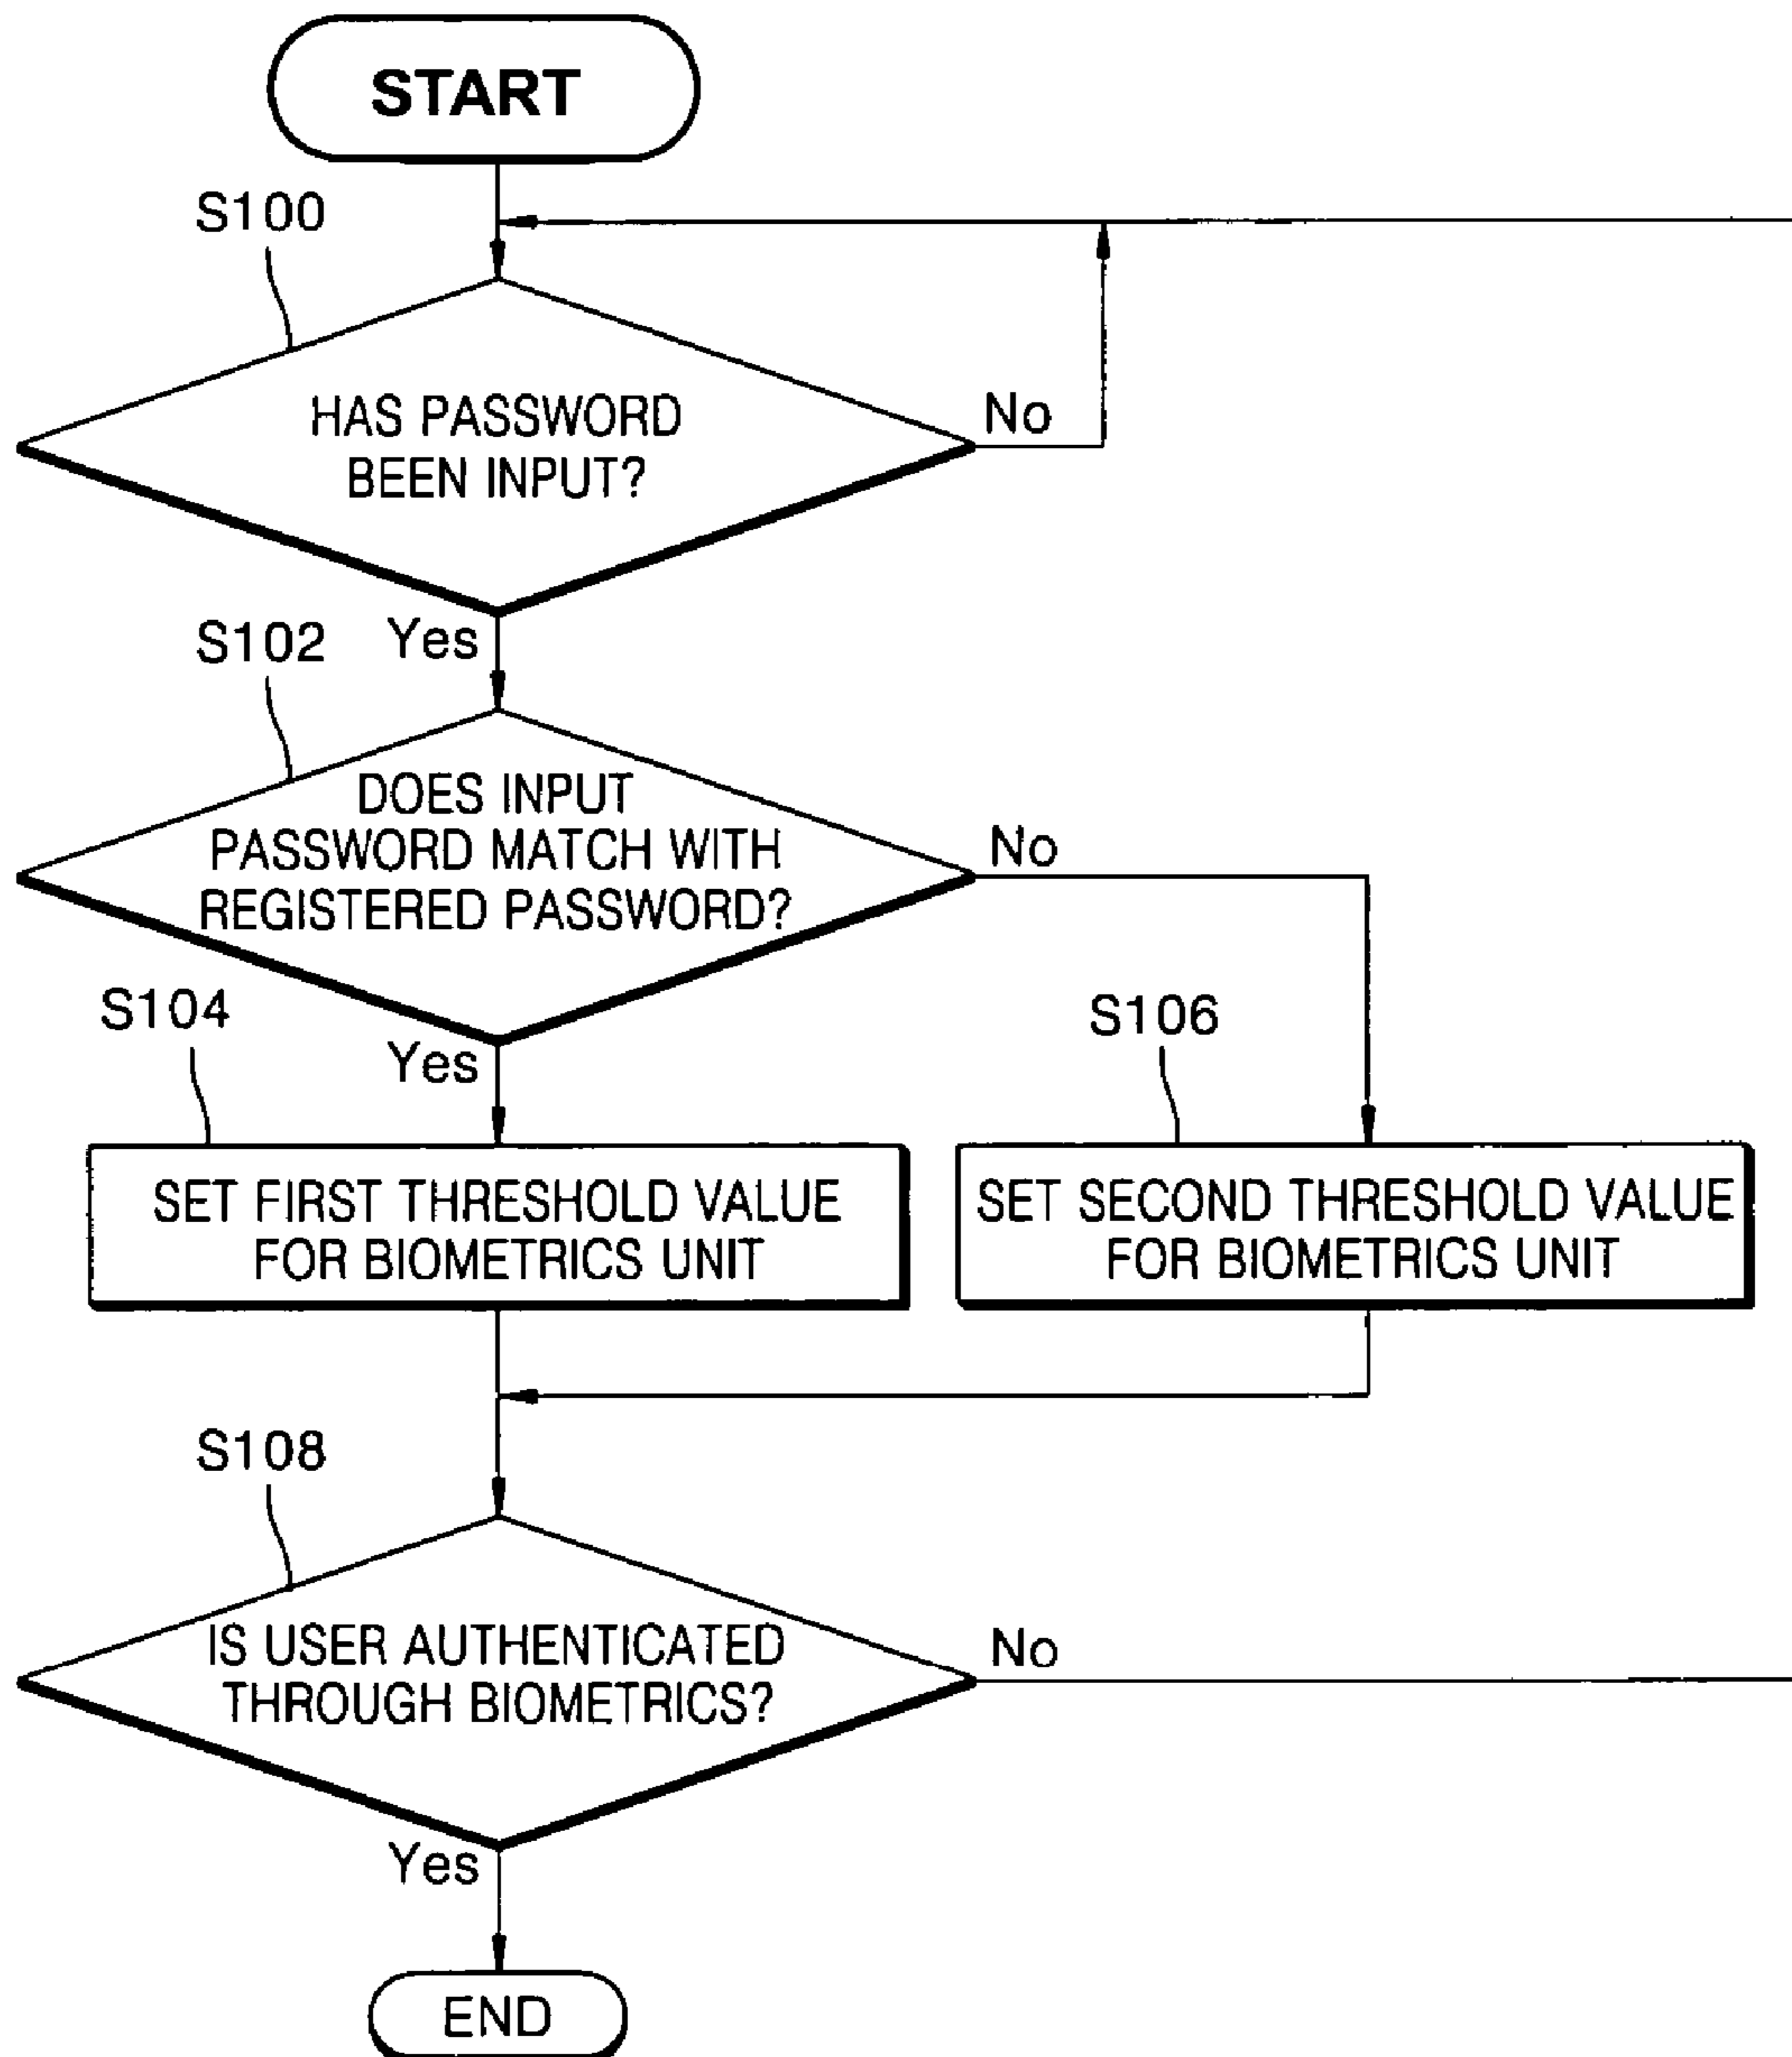 START
S100
HAS PASSWORD
BEEN INPUT?
No
Yes
S102
DOES INPUT
PASSWORD MATCH WITH
REGISTERED PASSWORD?
No
Yes
S104
SET FIRST THRESHOLD VALUE
FOR BIOMETRICS UNIT
S106
SET SECOND THRESHOLD VALUE
FOR BIOMETRICS UNIT
S108
IS USER AUTHENTICATED
THROUGH BIOMETRICS?
No
Yes
END